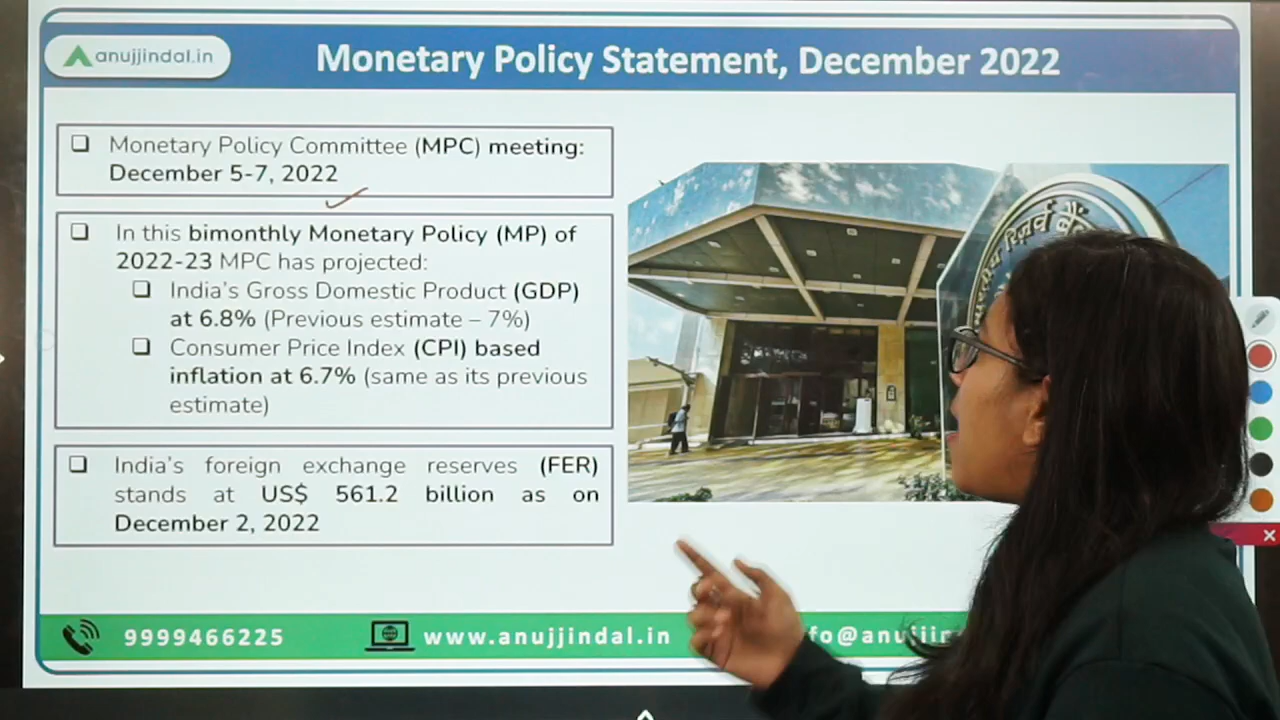 anujjindal.in
Monetary Policy Statement, December 2022
Monetary Policy Committee (MPC) meeting:
December 5-7, 2022
In this bimonthly Monetary Policy (MP) of
2022-23 MPC has projected:
India's Gross Domestic Product (GDP)
at 6.8% (Previous estimate – 7%)
Consumer Price Index (CPI) based
inflation at 6.7% (same as its previous
estimate)
India's foreign exchange reserves (FER)
stands at US$ 561.2 billion as on
December 2, 2022
रिज़र्व बैंक
9999466225
www.anujjindal.in